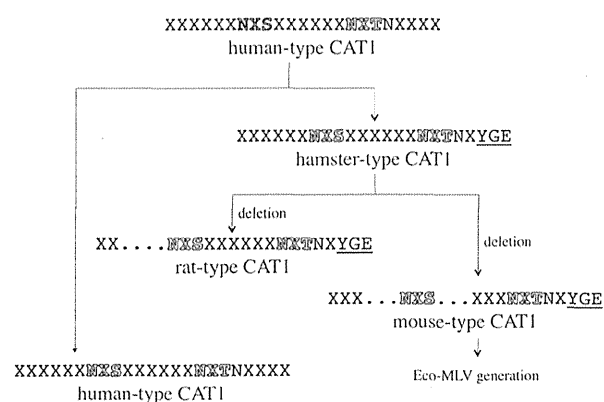 XXXXXXNXSXXXXXXNXTNXXXX
human-type CAT1
XXXXXXNXSXXXXXXNXTNXYGE
hamster-type CAT1
deletion
deletion
XX....NXSXXXXXXNXTNXYGE
rat-type CAT1
XXX...NXS...XXXNXTNXYGE
mouse-type CAT1
Eco-MLV generation
XXXXXXNXSXXXXXXNXTNXXXX
human-type CAT1